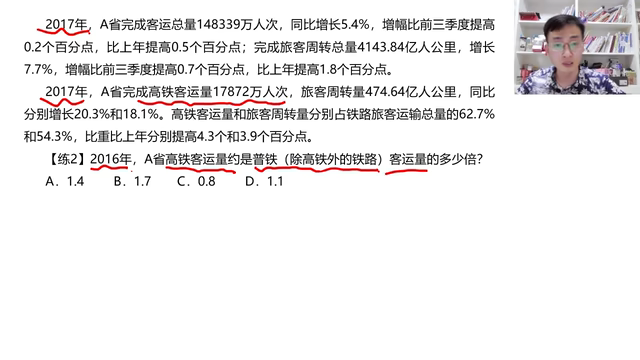 2017年，A省完成客运总量148339万人次，同比增长5.4%，增幅比前三季度提高
0.2个百分点，比上年提高0.5个百分点；完成旅客周转总量4143.84亿人公里，增长
7.7%，增幅比前三季度提高0.7个百分点，比上年提高1.8个百分点。
2017年，A省完成高铁客运量17872万人次，旅客周转量474.64亿人公里，同比
分别增长20.3%和18.1%。高铁客运量和旅客周转量分别占铁路旅客运输总量的62.7%
和54.3%，比重比上年分别提高4.3个和3.9个百分点。
【练2】2016年，A省高铁客运量约是普铁（除高铁外的铁路）客运量的多少倍？
A．1.4 B．1.7 C．0.8 D．1.1